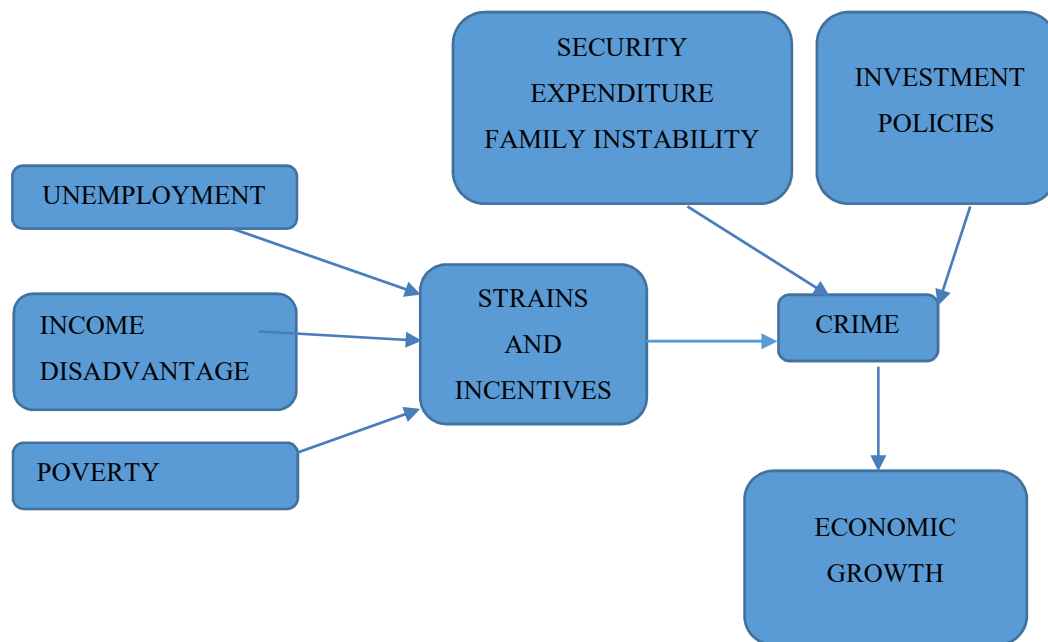 SECURITY
EXPENDITURE
FAMILY INSTABILITY
INVESTMENT
POLICIES
UNEMPLOYMENT
INCOME
DISADVANTAGE
POVERTY
STRAINS
AND
INCENTIVES
CRIME
ECONOMIC
GROWTH